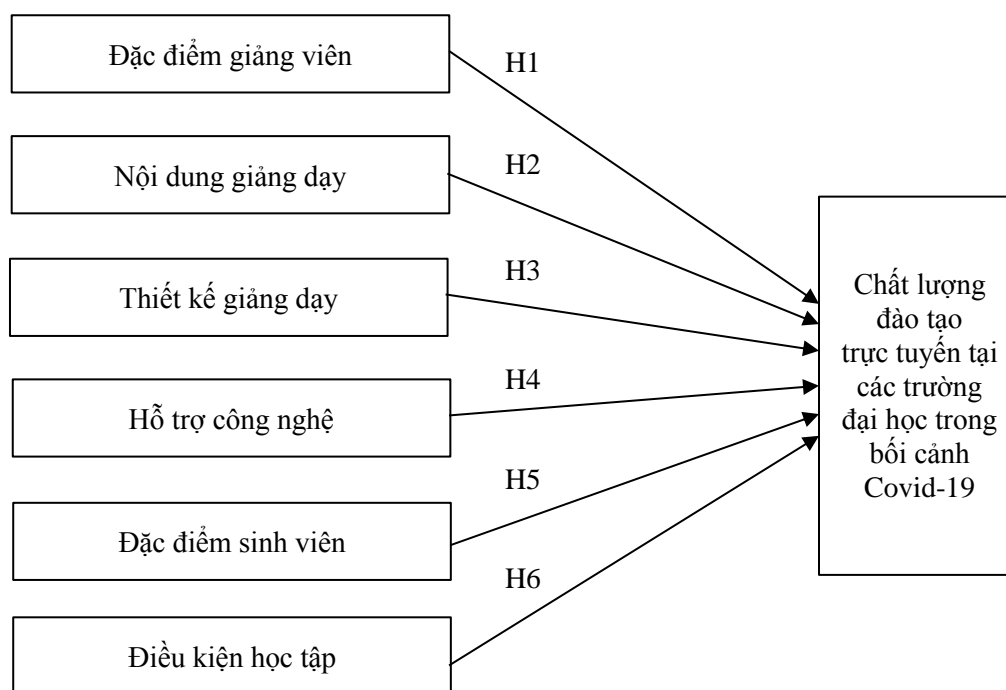 Đặc điểm giảng viên
H1
Nội dung giảng dạy
H2
Thiết kế giảng dạy
H3
Hỗ trợ công nghệ
H4
Đặc điểm sinh viên
H5
Điều kiện học tập
H6
Chất lượng
đào tạo
trực tuyến tại
các trường
đại học trong
bối cảnh
Covid-19